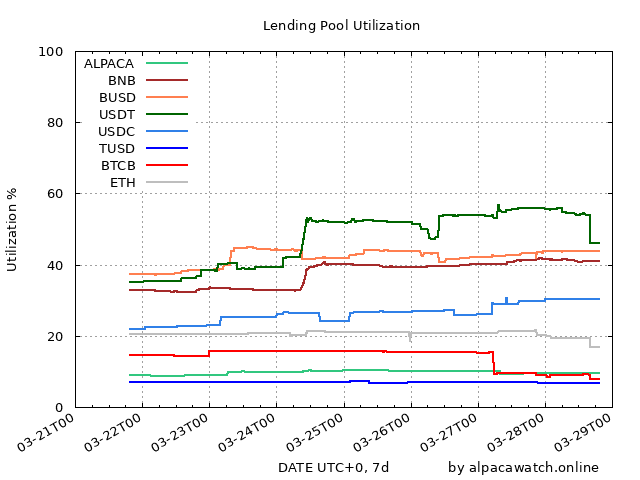 Lending Pool Utilization
100
80
60
40
20
0
Utilization %
ALPACA
BNB
BUSD
USDT
USDC
TUSD
BTCB
ETH
03-21T00
03-22T00
03-23T00
03-24T00
03-25T00
03-26T00
03-27T00
03-28T00
03-29T00
DATE UTC+0, 7d
by alpacawatch.online